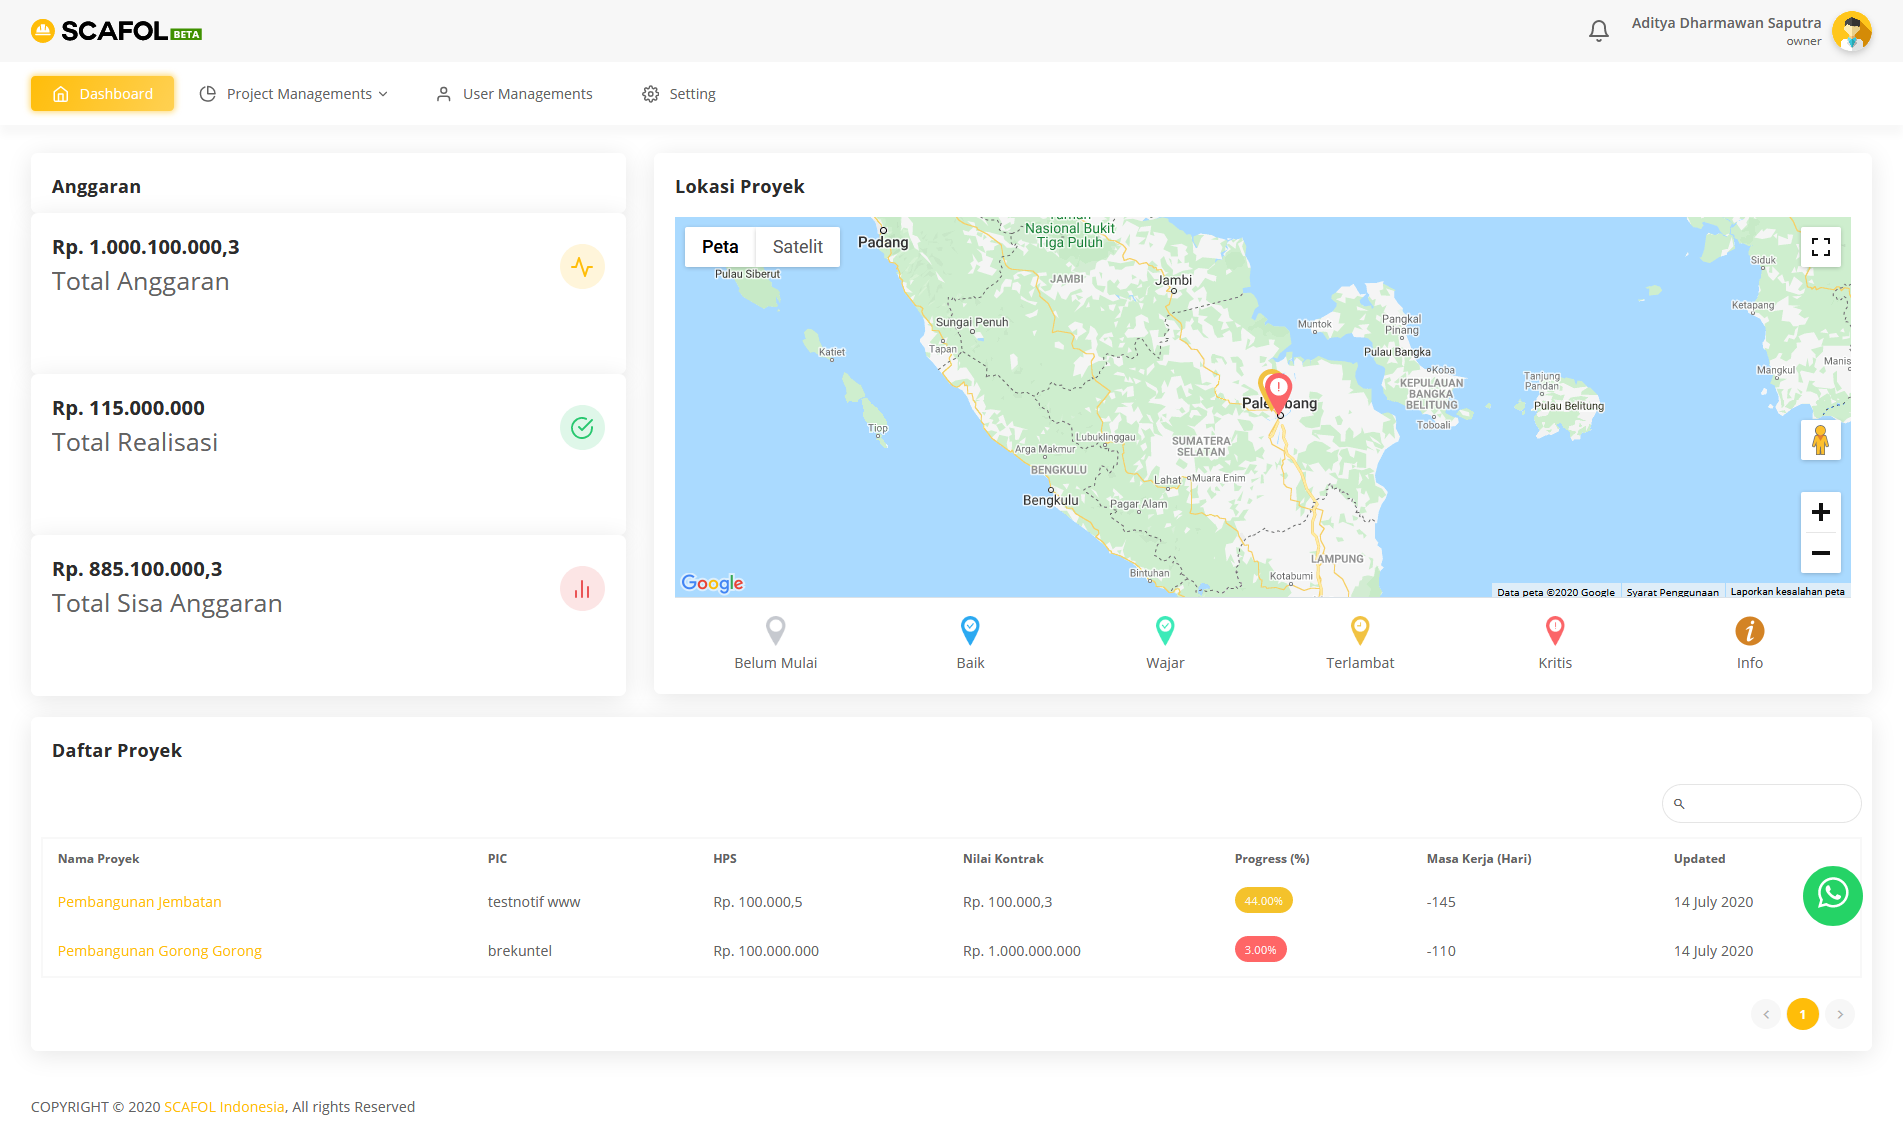 SCAFOL BETA
Aditya Dharmawan Saputra
owner
Dashboard
Project Managements
User Managements
Setting
Anggaran
Rp. 1.000.100.000,3
Total Anggaran
Rp. 115.000.000
Total Realisasi
Rp. 885.100.000,3
Total Sisa Anggaran
Lokasi Proyek
Peta
Satelit
Padang
Nasional Bukit
Tiga Puluh
Pulau Siberut
JAMBI
Jambi
Siduk
Ketapang
Sungai Penuh
Muntok
Pangkal
Pinang
Tapan
Katiet
Pulau Bangka
Manis
Koba
Mangkul
Tanjung
Pandan
KEPULAUAN
BANGKA
BELITUNG
Pulau Belitung
Toboali
Tiop
Lubuklinggau
SUMATERA
SELATAN
Arga Makmur
BENGKULU
Lahat
Muara Enim
Bengkulu
Pagar Alam
LAMPUNG
Bintuhan
Kotabumi
Google
Data peta ©2020 Google
Syarat Penggunaan
Laporkan kesalahan peta
Belum Mulai
Baik
Wajar
Terlambat
Kritis
Info
Daftar Proyek
Nama Proyek PIC HPS Nilai Kontrak Progress (%) Masa Kerja (Hari) Updated
Pembangunan Jembatan testnotif www Rp. 100.000,5 Rp. 100.000,3 44.00% -145 14 July 2020
Pembangunan Gorong Gorong brekuntel Rp. 100.000.000 Rp. 1.000.000.000 3.00% -110 14 July 2020
1
COPYRIGHT © 2020 SCAFOL Indonesia, All rights Reserved